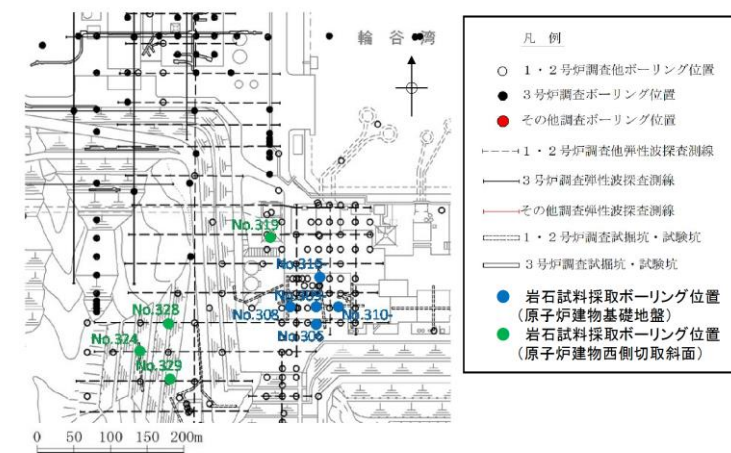 輪谷湾
No.319
No.316
No.308
No.310
No.306
No.328
No.324
No.329
0 50 100 150 200m
凡例
1・2号炉調査他ボーリング位置
3号炉調査ボーリング位置
その他調査ボーリング位置
1・2号炉調査他弾性波探査測線
3号炉調査弾性波探査測線
その他調査弾性波探査測線
1・2号炉調査試掘坑・試験坑
3号炉調査試掘坑・試験坑
岩石試料採取ボーリング位置
(原子炉建物基礎地盤)
岩石試料採取ボーリング位置
(原子炉建物西側切取斜面)